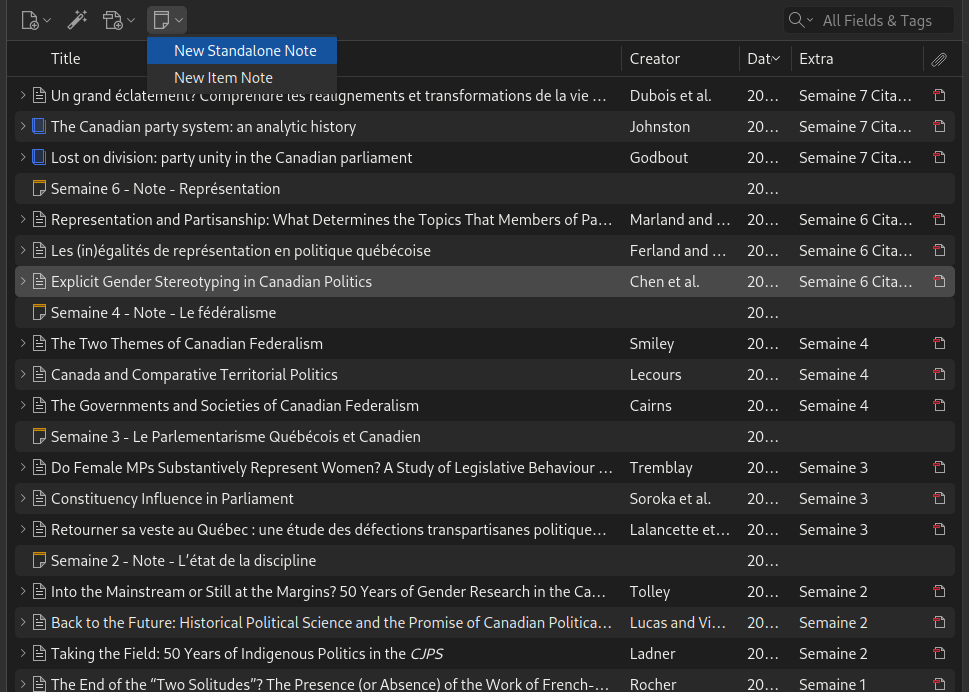 All Fields & Tags
New Standalone Note
New Item Note
Title Creator Dat Extra
Un grand éclatement? Comprendre les réalignements et transformations de la vie … Dubois et al. 20… Semaine 7 Cita…
The Canadian party system: an analytic history Johnston 20… Semaine 7 Cita…
Lost on division: party unity in the Canadian parliament Godbout 20… Semaine 7 Cita…
Semaine 6 - Note - Représentation 20…
Representation and Partisanship: What Determines the Topics That Members of Pa… Marland and … 20… Semaine 6 Cita…
Les (in)égalités de représentation en politique québécoise Ferland and … 20… Semaine 6 Cita…
Explicit Gender Stereotyping in Canadian Politics Chen et al. 20… Semaine 6 Cita…
Semaine 4 - Note - Le fédéralisme 20…
The Two Themes of Canadian Federalism Smiley 20… Semaine 4
Canada and Comparative Territorial Politics Lecours 20… Semaine 4
The Governments and Societies of Canadian Federalism Cairns 20… Semaine 4
Semaine 3 - Le Parlementarisme Québécois et Canadien 20…
Do Female MPs Substantively Represent Women? A Study of Legislative Behaviour … Tremblay 20… Semaine 3
Constituency Influence in Parliament Soroka et al. 20… Semaine 3
Retourner sa veste au Québec : une étude des défections transpartisanes politique… Lalancette et… 20… Semaine 3
Semaine 2 - Note - L’état de la discipline 20…
Into the Mainstream or Still at the Margins? 50 Years of Gender Research in the Ca… Tolley 20… Semaine 2
Back to the Future: Historical Political Science and the Promise of Canadian Politica… Lucas and Vi… 20… Semaine 2
Taking the Field: 50 Years of Indigenous Politics in the CJPS Ladner 20… Semaine 2
The End of the “Two Solitudes”? The Presence (or Absence) of the Work of French-… Rocher 20… Semaine 1